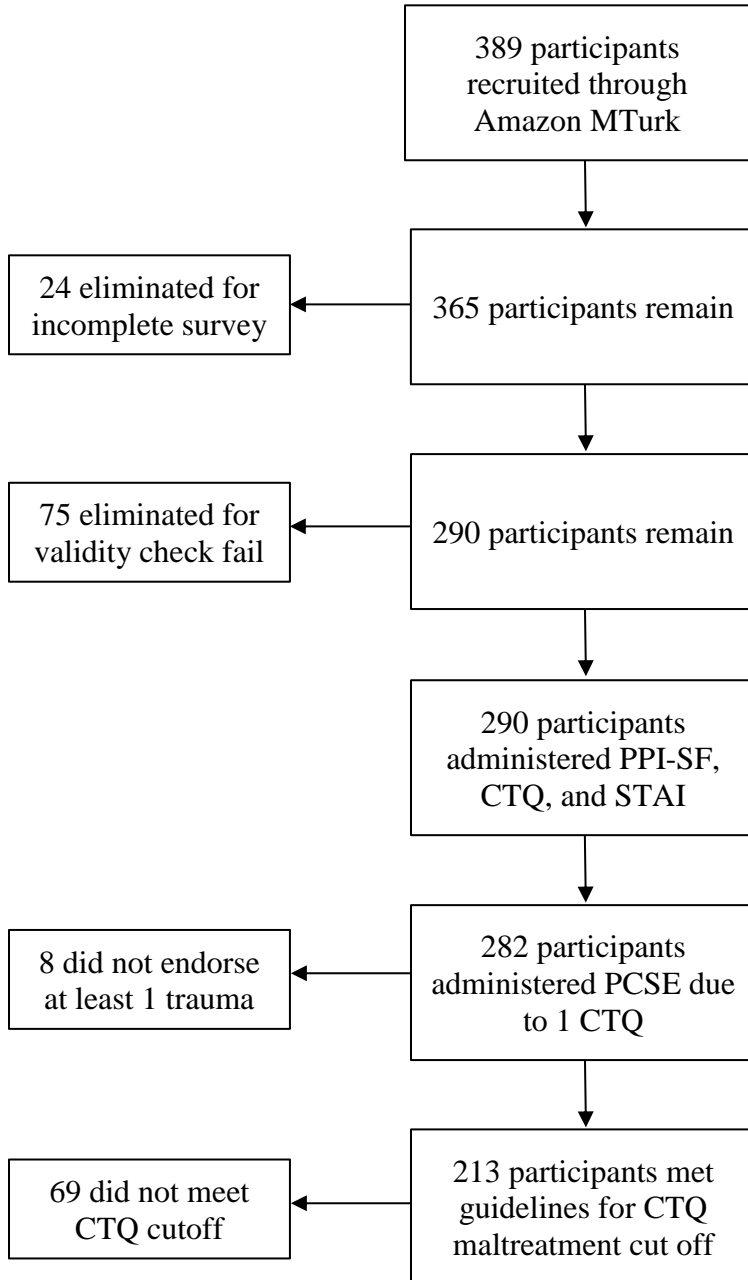 389 participants
recruited through
Amazon MTurk
24 eliminated for
incomplete survey
365 participants remain
75 eliminated for
validity check fail
290 participants remain
290 participants
administered PPI-SF,
CTQ, and STAI
8 did not endorse
at least 1 trauma
282 participants
administered PCSE due
to 1 CTQ
69 did not meet
CTQ cutoff
213 participants met
guidelines for CTQ
maltreatment cut off